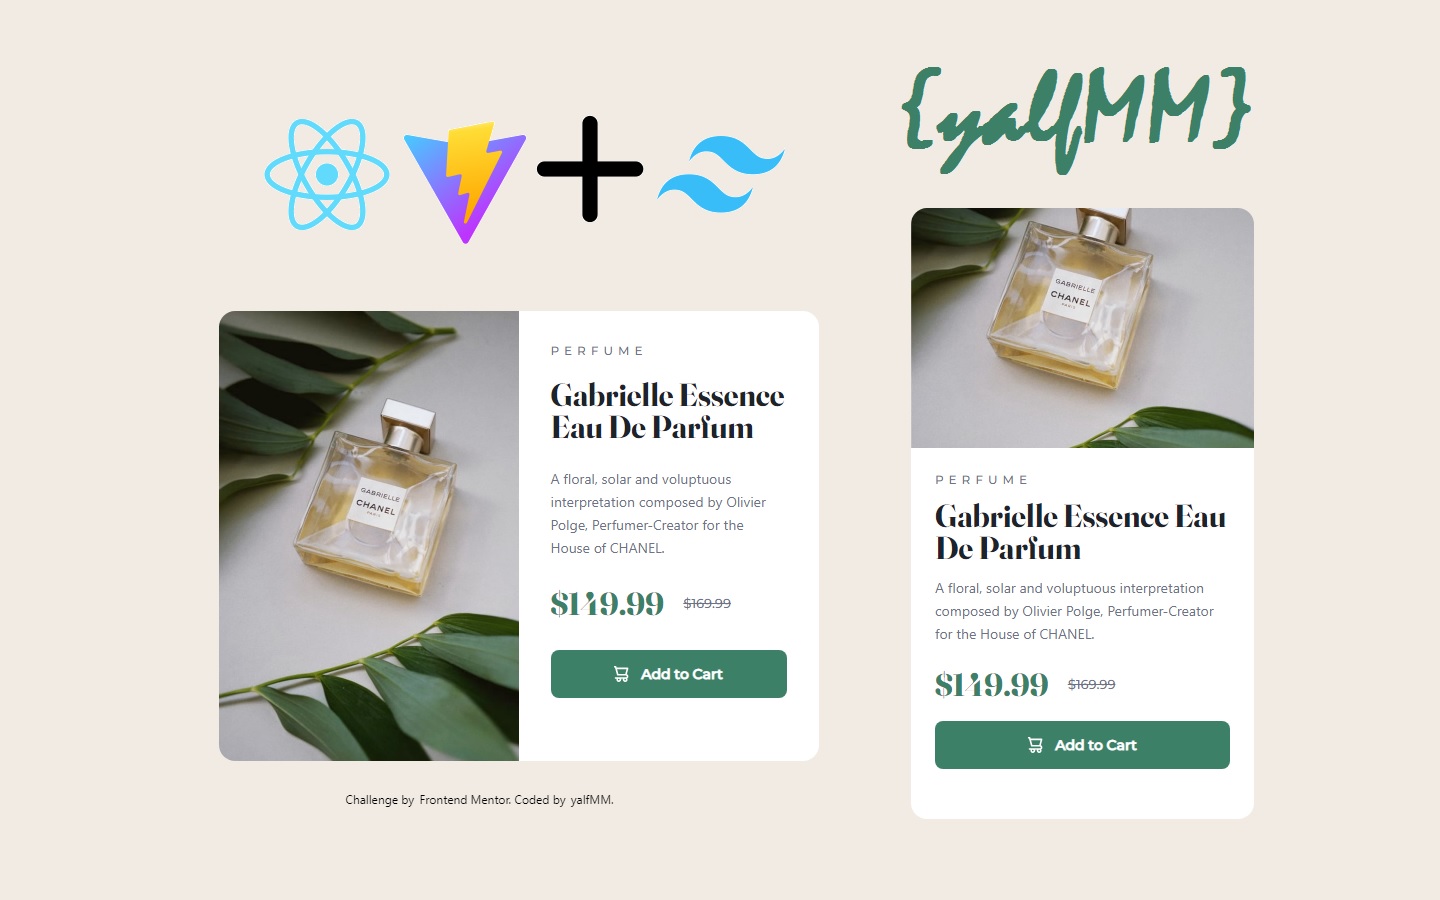 {yalfMM}
GABRIELLE
CHANEL
PARIS
PERFUME
Gabrielle Essence
Eau De Parfum
A floral, solar and voluptuous
interpretation composed by Olivier
Polge, Perfumer-Creator for the
House of CHANEL.
$149.99 $169.99
Add to Cart
Challenge by Frontend Mentor. Coded by yalfMM.
GABRIELLE
CHANEL
PARIS
PERFUME
Gabrielle Essence Eau
De Parfum
A floral, solar and voluptuous interpretation
composed by Olivier Polge, Perfumer-Creator
for the House of CHANEL.
$149.99 $169.99
Add to Cart